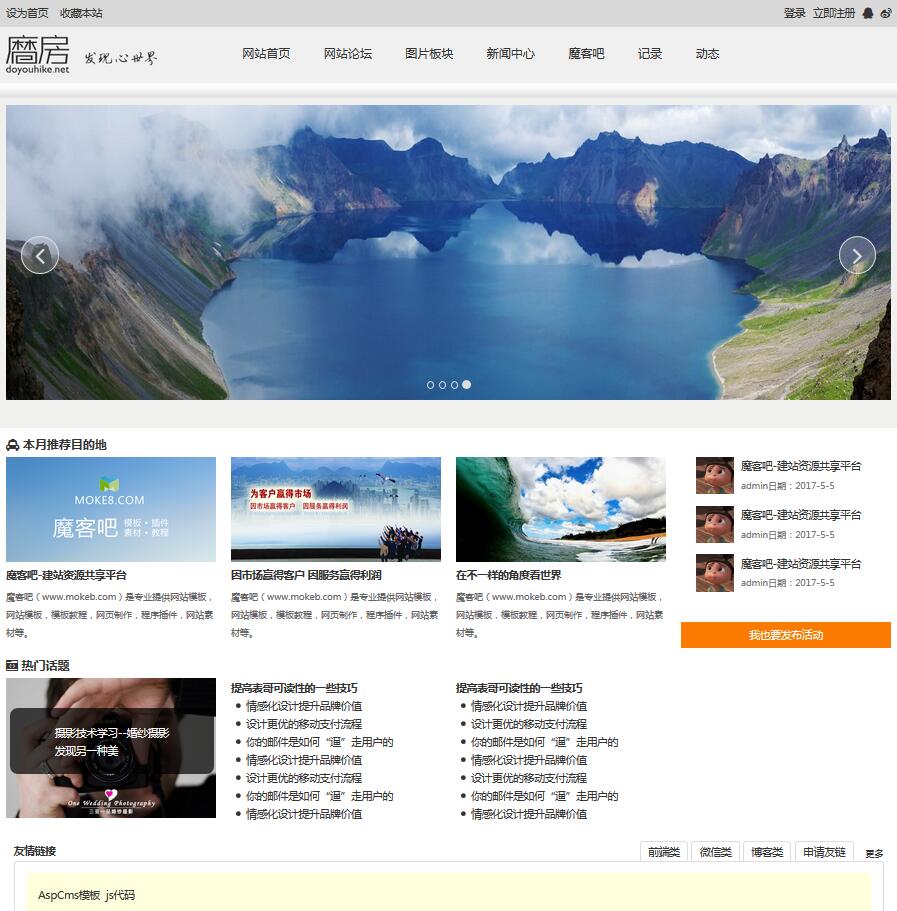 设为首页 收藏本站
登录 立即注册
磨房
doyouhike.net
发现心世界
网站首页 网站论坛 图片板块 新闻中心 魔客吧 记录 动态
本月推荐目的地
MOKE8.COM
魔客吧 模板·插件
素材·教程
魔客吧-建站资源共享平台
魔客吧（www.mokeb.com）是专业提供网站模板，
网站模板，模板教程，网页制作，程序插件，网站素
材等。
为客户赢得市场
因市场赢得客户 因服务赢得利润
因市场赢得客户 因服务赢得利润
魔客吧（www.mokeb.com）是专业提供网站模板，
网站模板，模板教程，网页制作，程序插件，网站素
材等。
在不一样的角度看世界
魔客吧（www.mokeb.com）是专业提供网站模板，
网站模板，模板教程，网页制作，程序插件，网站素
材等。
魔客吧-建站资源共享平台
admin日期：2017-5-5
魔客吧-建站资源共享平台
admin日期：2017-5-5
魔客吧-建站资源共享平台
admin日期：2017-5-5
我也要发布活动
热门话题
摄影技术学习--婚纱摄影
发现另一种美
One Wedding Photography
提高表哥可读性的一些技巧
情感化设计提升品牌价值
设计更优的移动支付流程
你的邮件是如何“逼”走用户的
情感化设计提升品牌价值
设计更优的移动支付流程
你的邮件是如何“逼”走用户的
情感化设计提升品牌价值
提高表哥可读性的一些技巧
情感化设计提升品牌价值
设计更优的移动支付流程
你的邮件是如何“逼”走用户的
情感化设计提升品牌价值
设计更优的移动支付流程
你的邮件是如何“逼”走用户的
情感化设计提升品牌价值
友情链接
前端类 微信类 博客类 申请友链 更多
AspCms模板 js代码